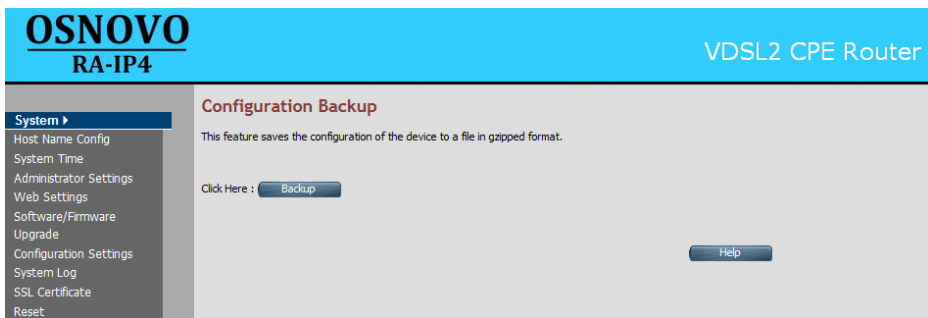 OSNOVO
RA-IP4
VDSL2 CPE Router
System
Host Name Config
System Time
Administrator Settings
Web Settings
Software/Firmware
Upgrade
Configuration Settings
System Log
SSL Certificate
Reset
Configuration Backup
This feature saves the configuration of the device to a file in gzipped format.
Click Here : Backup
Help